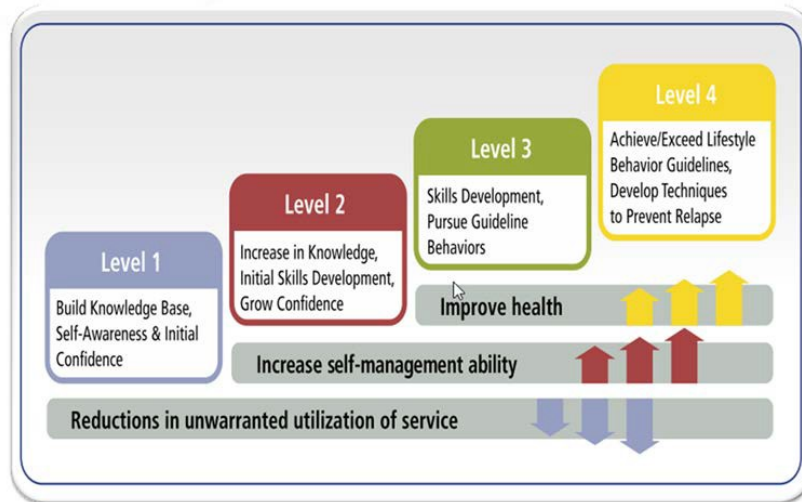 Level 1
Build Knowledge Base,
Self-Awareness & Initial
Confidence
Level 2
Increase in Knowledge,
Initial Skills Development,
Grow Confidence
Level 3
Skills Development,
Pursue Guideline
Behaviors
Level 4
Achieve/Exceed Lifestyle
Behavior Guidelines,
Develop Techniques
to Prevent Relapse
Improve health
Increase self-management ability
Reductions in unwarranted utilization of service